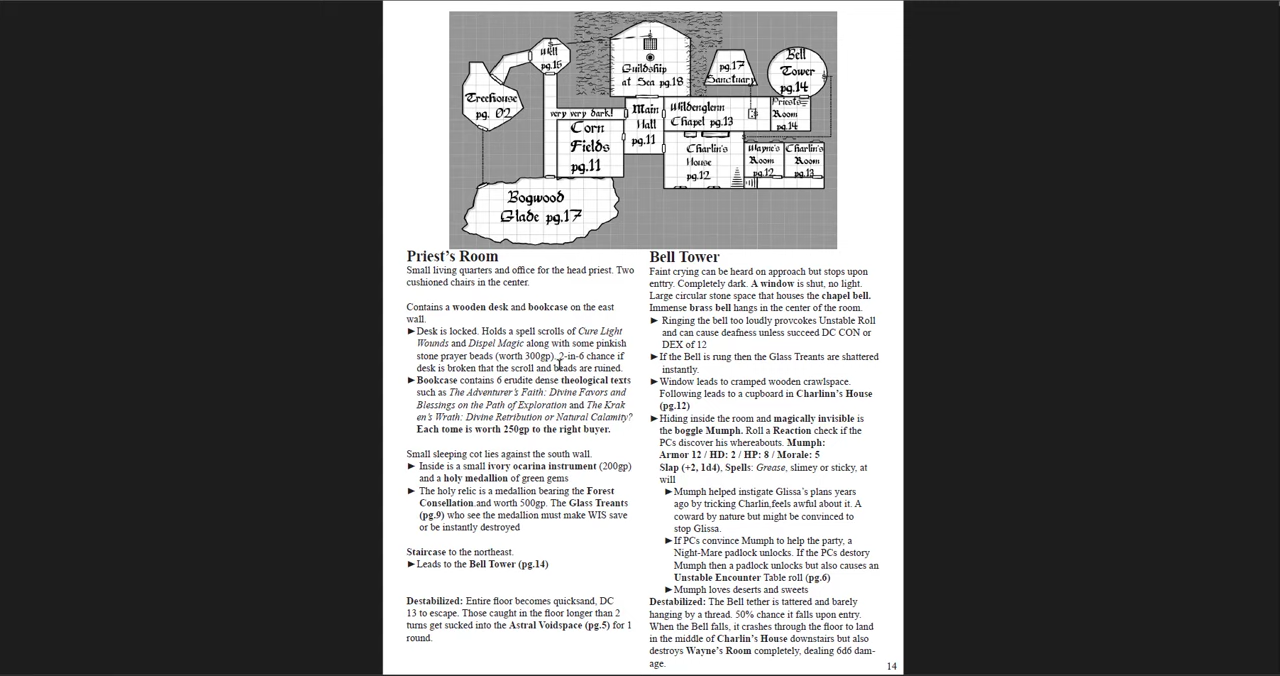 Well
pg.16
Guildship
at Sea pg.18
pg.17
Sanctuary
Bell
Tower
pg.14
Treehouse
pg. 02
very very dark!
Corn
Fields
pg.11
Main
Hall
pg.11
Wildenglenn
Chapel pg.13
Priest's
Room
pg.14
Charlin's
House
pg.12
Wayne's
Room
pg.12
Charlin's
Room
pg.13
Bogwood
Glade pg.17
Priest's Room
Small living quarters and office for the head priest. Two
cushioned chairs in the center.
Contains a wooden desk and bookcase on the east
wall.
► Desk is locked. Holds a spell scrolls of Cure Light
Wounds and Dispel Magic along with some pinkish
stone prayer beads (worth 300gp). 2-in-6 chance if
desk is broken that the scroll and beads are ruined.
► Bookcase contains 6 erudite dense theological texts
such as The Adventurer's Faith: Divine Favors and
Blessings on the Path of Exploration and The Krak
en's Wrath: Divine Retribution or Natural Calamity?
Each tome is worth 250gp to the right buyer.
Small sleeping cot lies against the south wall.
► Inside is a small ivory ocarina instrument (200gp)
and a holy medallion of green gems
► The holy relic is a medallion bearing the Forest
Consellation and worth 500gp. The Glass Treants
(pg.9) who see the medallion must make WIS save
or be instantly destroyed
Staircase to the northeast.
► Leads to the Bell Tower (pg.14)
Destabilized: Entire floor becomes quicksand, DC
13 to escape. Those caught in the floor longer than 2
turns get sucked into the Astral Voidspace (pg.5) for 1
round.
Bell Tower
Faint crying can be heard on approach but stops upon
enttry. Completely dark. A window is shut, no light.
Large circular stone space that houses the chapel bell.
Immense brass bell hangs in the center of the room.
► Ringing the bell too loudly provcokes Unstable Roll
and can cause deafness unless succeed DC CON or
DEX of 12
► If the Bell is rung then the Glass Treants are shattered
instantly.
► Window leads to cramped wooden crawlspace.
Following leads to a cupboard in Charlinn's House
(pg.12)
► Hiding inside the room and magically invisible is
the boggle Mumph. Roll a Reaction check if the
PCs discover his whereabouts. Mumph:
Armor 12 / HD: 2 / HP: 8 / Morale: 5
Slap (+2, 1d4), Spells: Grease, slimey or sticky, at
will
► Mumph helped instigate Glissa's plans years
ago by tricking Charlin,feels awful about it. A
coward by nature but might be convinced to
stop Glissa.
► If PCs convince Mumph to help the party, a
Night-Mare padlock unlocks. If the PCs destory
Mumph then a padlock unlocks but also causes an
Unstable Encounter Table roll (pg.6)
► Mumph loves deserts and sweets
Destabilized: The Bell tether is tattered and barely
hanging by a thread. 50% chance it falls upon entry.
When the Bell falls, it crashes through the floor to land
in the middle of Charlin's House downstairs but also
destroys Wayne's Room completely, dealing 6d6 dam-
age.
14